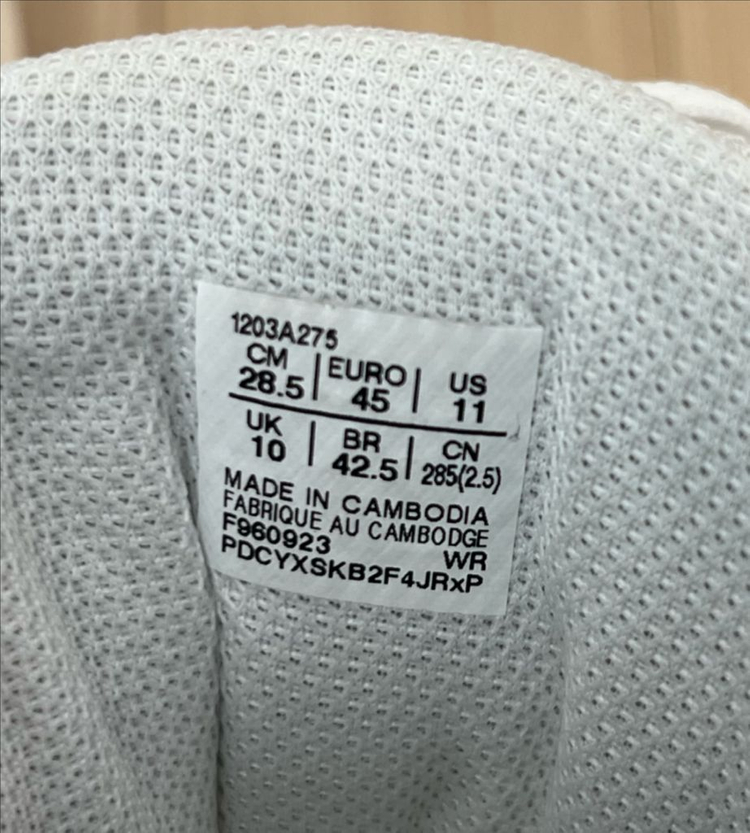 1203A275
CM | EURO | US
28.5 | 45 | 11
UK | BR | CN
10 | 42.5 | 285(2.5)
MADE IN CAMBODIA
FABRIQUE AU CAMBODGE
F960923 WR
PDCYXSKB2F4JRxP